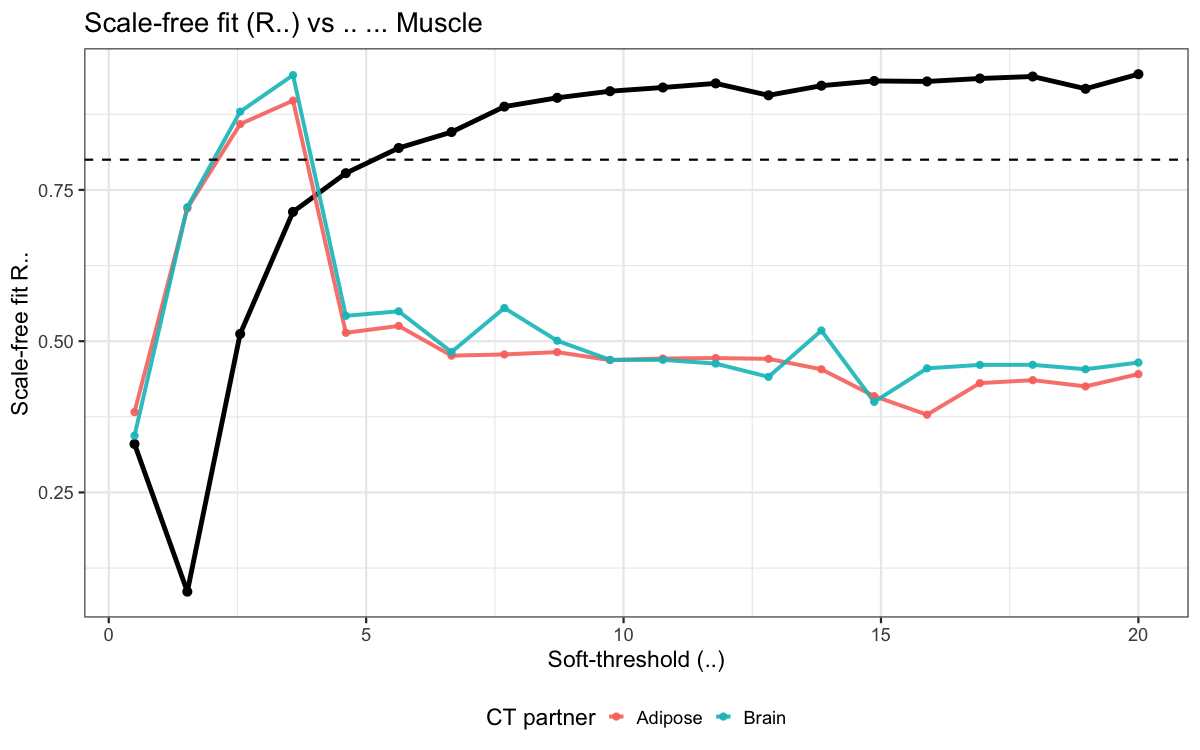 Scale-free fit (R..) vs .. ... Muscle
Scale-free fit R..
0.75
0.50
0.25
0
5
10
15
20
Soft-threshold (..)
CT partner
Adipose
Brain